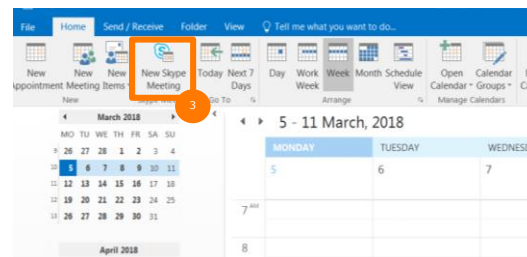 File Home Send / Receive Folder View Tell me what you want to do...
New New New New Skype Today Next 7 Day Work Week Month Schedule Open Calendar
Appointment Meeting Items Meeting Days Week View Calendar Groups
New Go To Arrange Manage Calendars
3
March 2018
5 - 11 March, 2018
MO TU WE TH FR SA SU
MONDAY TUESDAY
9 26 27 28 1 2 3 4
10 5 6 7 8 9 10 11
5 6 7
11 12 13 14 15 16 17 18
12 19 20 21 22 23 24 25
13 26 27 28 29 30 31
7 AM
April 2018
8